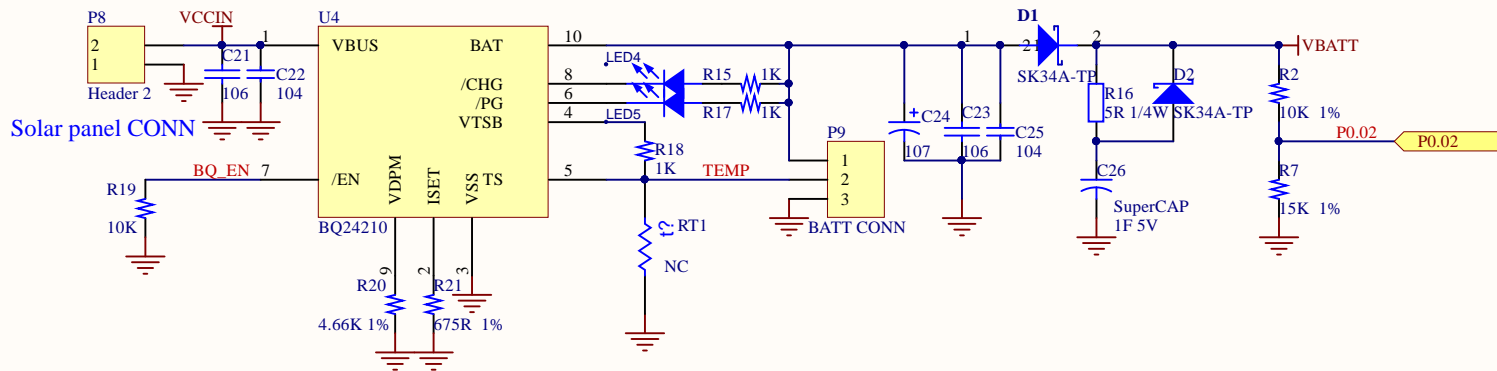 P8
VCCIN
U4
D1
2
1
1
VBUS
BAT
10
1
21
2
VBATT
C21
C22
106
104
LED4
Header 2
/CHG
8
R15
1K
SK34A-TP
D2
R2
/PG
6
R17
1K
C24
C23
C25
R16
5R 1/4W
SK34A-TP
10K 1%
Solar panel CONN
VTSB
4
LED5
P9
107
106
104
P0.02
P0.02
R18
1K
1
2
3
BQ_EN
7
/EN
VDPM
ISET
VSS
TS
5
TEMP
C26
R7
R19
10K
SuperCAP
1F 5V
15K 1%
BQ24210
t?
RT1
BATT CONN
NC
9
2
3
R20
R21
4.66K 1%
675R 1%